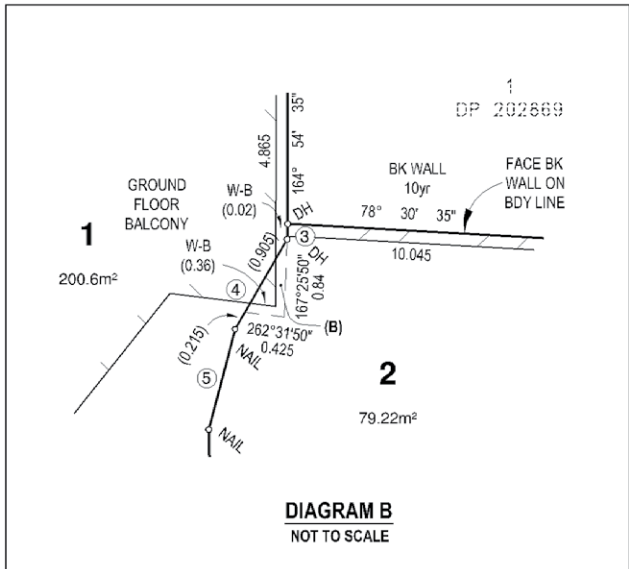 1
DP 202869
35"
54'
164°
4.865
BK WALL
10yr
FACE BK
WALL ON
BDY LINE
GROUND
FLOOR
BALCONY
W-B
(0.02)
DH
78° 30' 35"
1
200.6m²
W-B
(0.36)
(0.905)
3
DH
10.045
167°25'50"
0.84
4
(B)
(0.215)
262°31'50"
0.425
NAIL
2
5
79.22m²
NAIL
DIAGRAM B
NOT TO SCALE